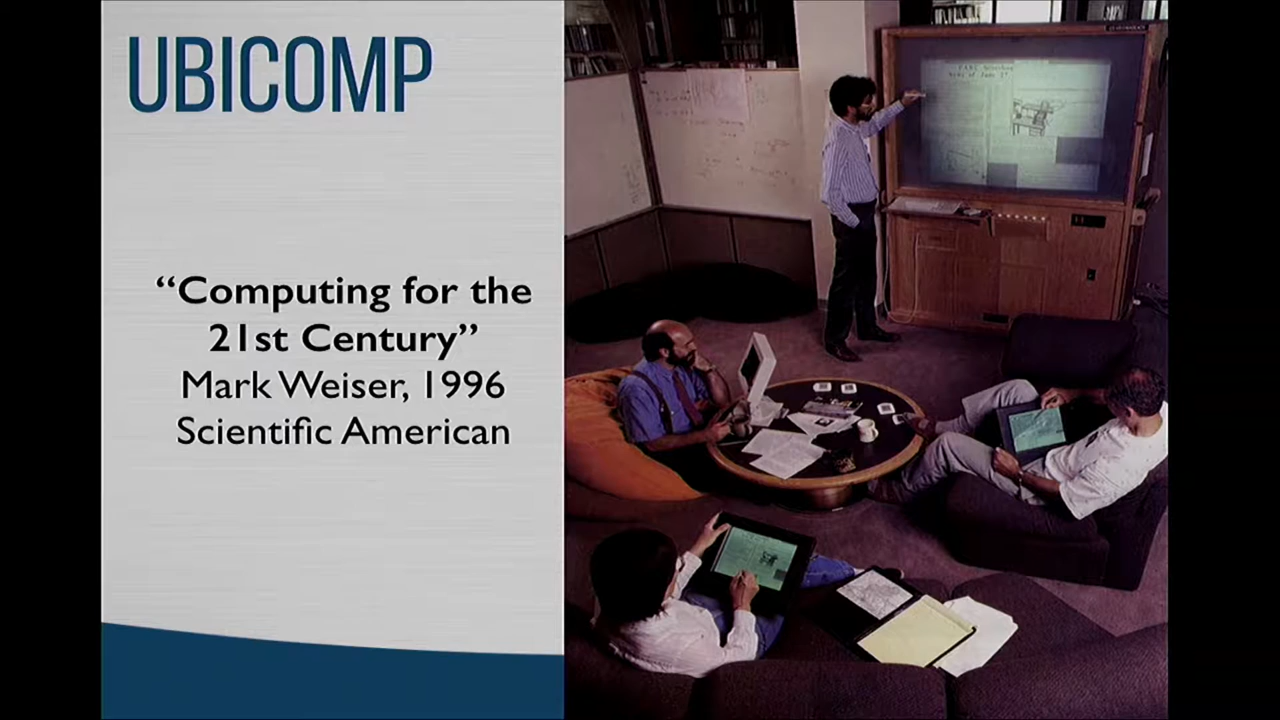 UBICOMP
“Computing for the
21st Century”
Mark Weiser, 1996
Scientific American